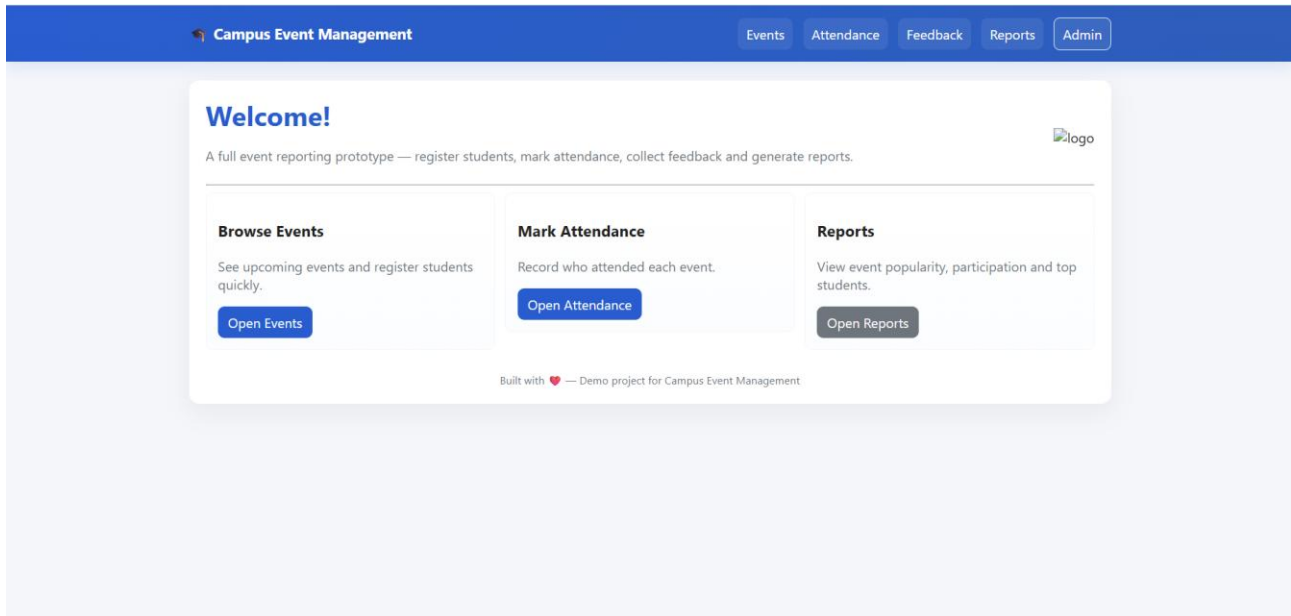 Campus Event Management
Events
Attendance
Feedback
Reports
Admin
Welcome!
A full event reporting prototype — register students, mark attendance, collect feedback and generate reports.
logo
Browse Events
See upcoming events and register students
quickly.
Open Events
Mark Attendance
Record who attended each event.
Open Attendance
Reports
View event popularity, participation and top
students.
Open Reports
Built with ❤️ — Demo project for Campus Event Management